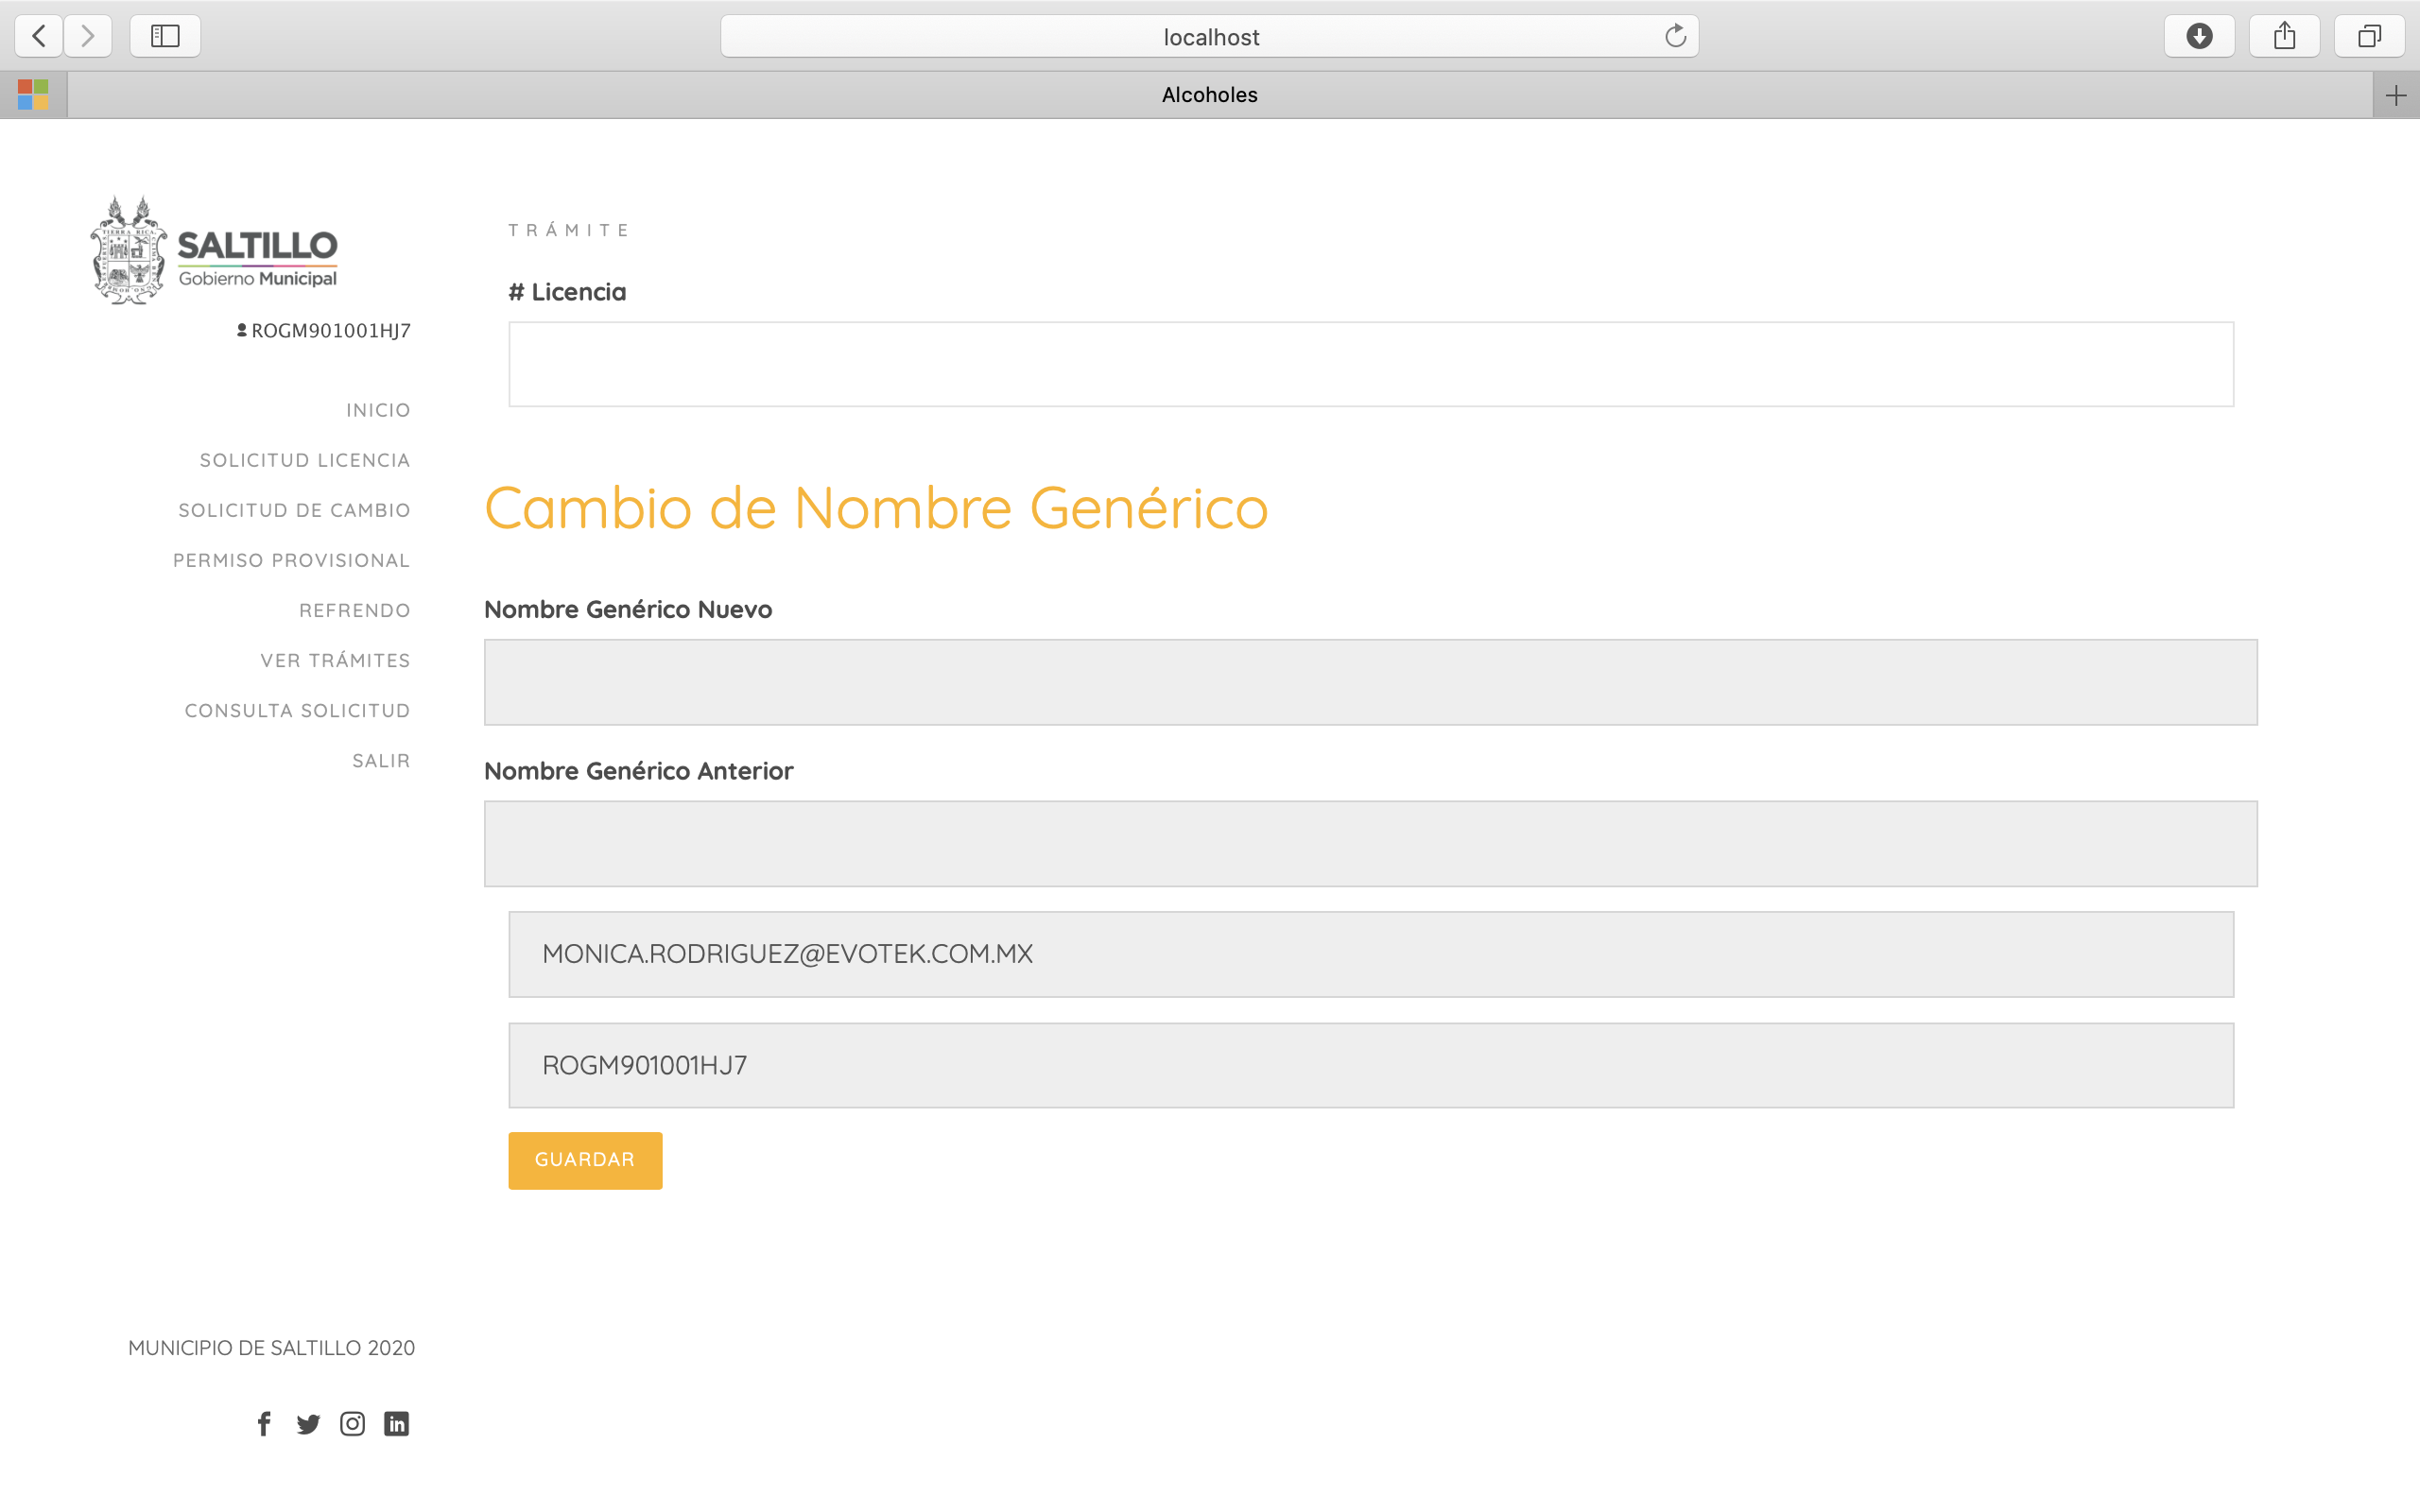 localhost
Alcoholes
SALTILLO
Gobierno Municipal
ROGM901001HJ7
INICIO
SOLICITUD LICENCIA
SOLICITUD DE CAMBIO
PERMISO PROVISIONAL
REFRENDO
VER TRÁMITES
CONSULTA SOLICITUD
SALIR
MUNICIPIO DE SALTILLO 2020
TRÁMITE
# Licencia
Cambio de Nombre Genérico
Nombre Genérico Nuevo
Nombre Genérico Anterior
MONICA.RODRIGUEZ@EVOTEK.COM.MX
ROGM901001HJ7
GUARDAR